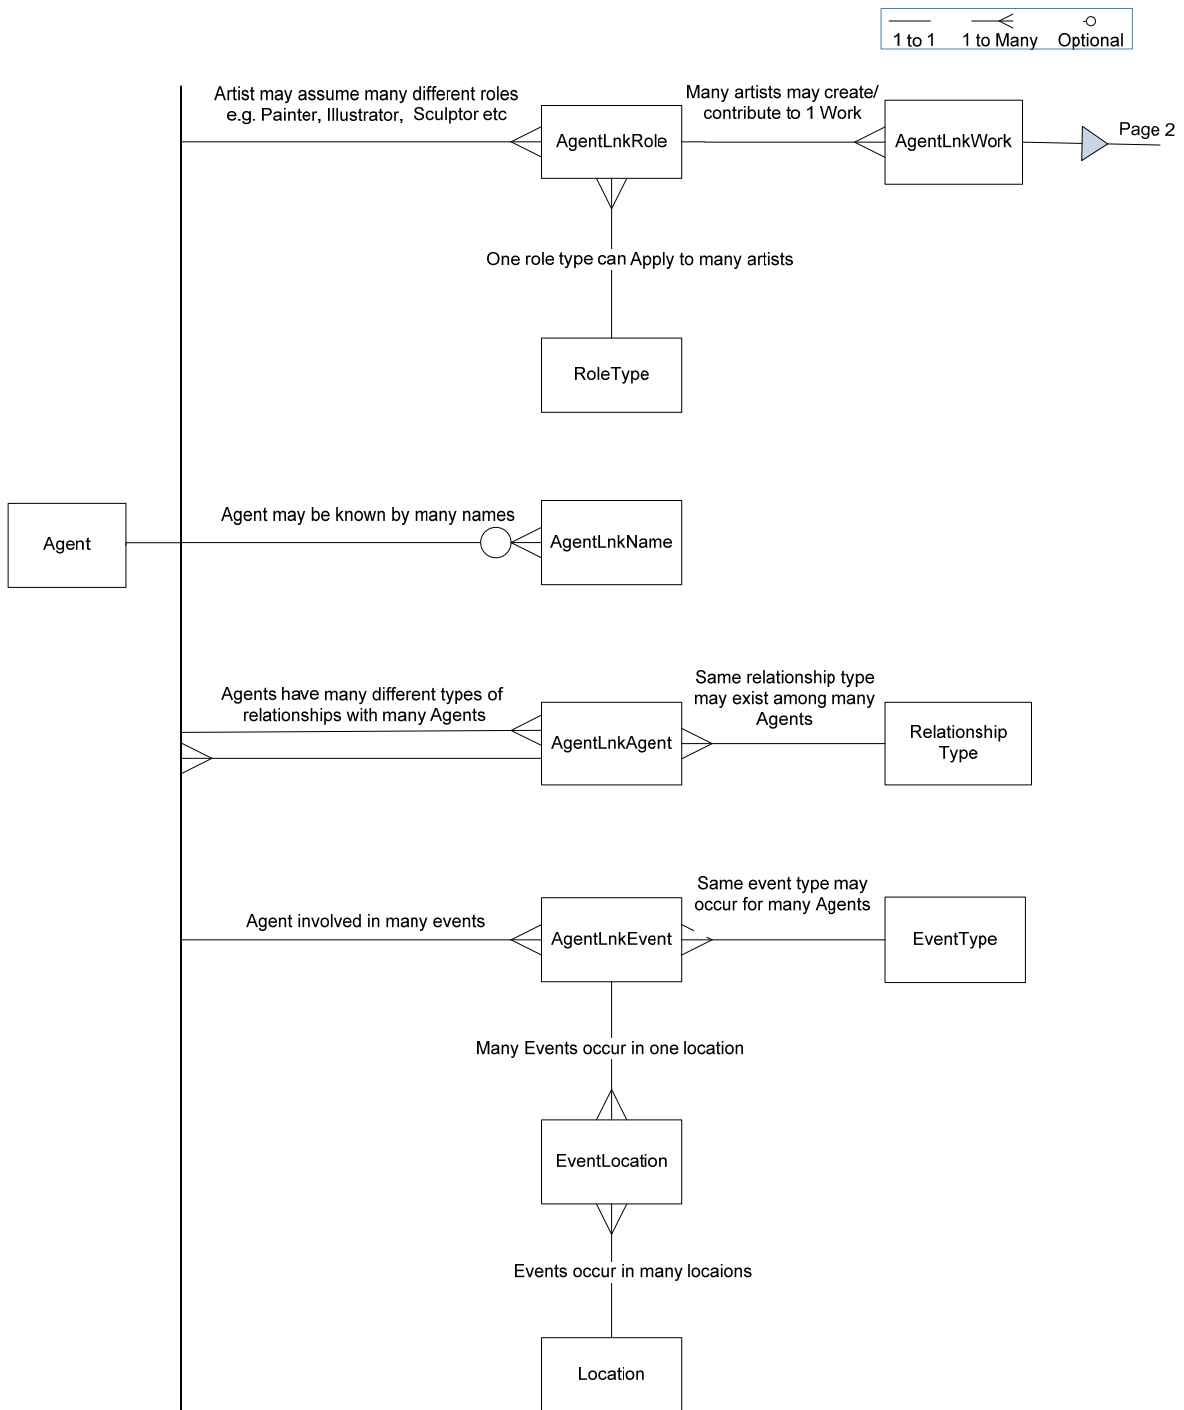 1 to 1 1 to Many Optional
Artist may assume many different roles
e.g. Painter, Illustrator, Sculptor etc
Many artists may create/
contribute to 1 Work
AgentLnkRole
AgentLnkWork
Page 2
One role type can Apply to many artists
RoleType
Agent may be known by many names
Agent
AgentLnkName
Agents have many different types of
relationships with many Agents
Same relationship type
may exist among many
Agents
AgentLnkAgent
Relationship
Type
Same event type may
occur for many Agents
Agent involved in many events
AgentLnkEvent
EventType
Many Events occur in one location
EventLocation
Events occur in many locaions
Location